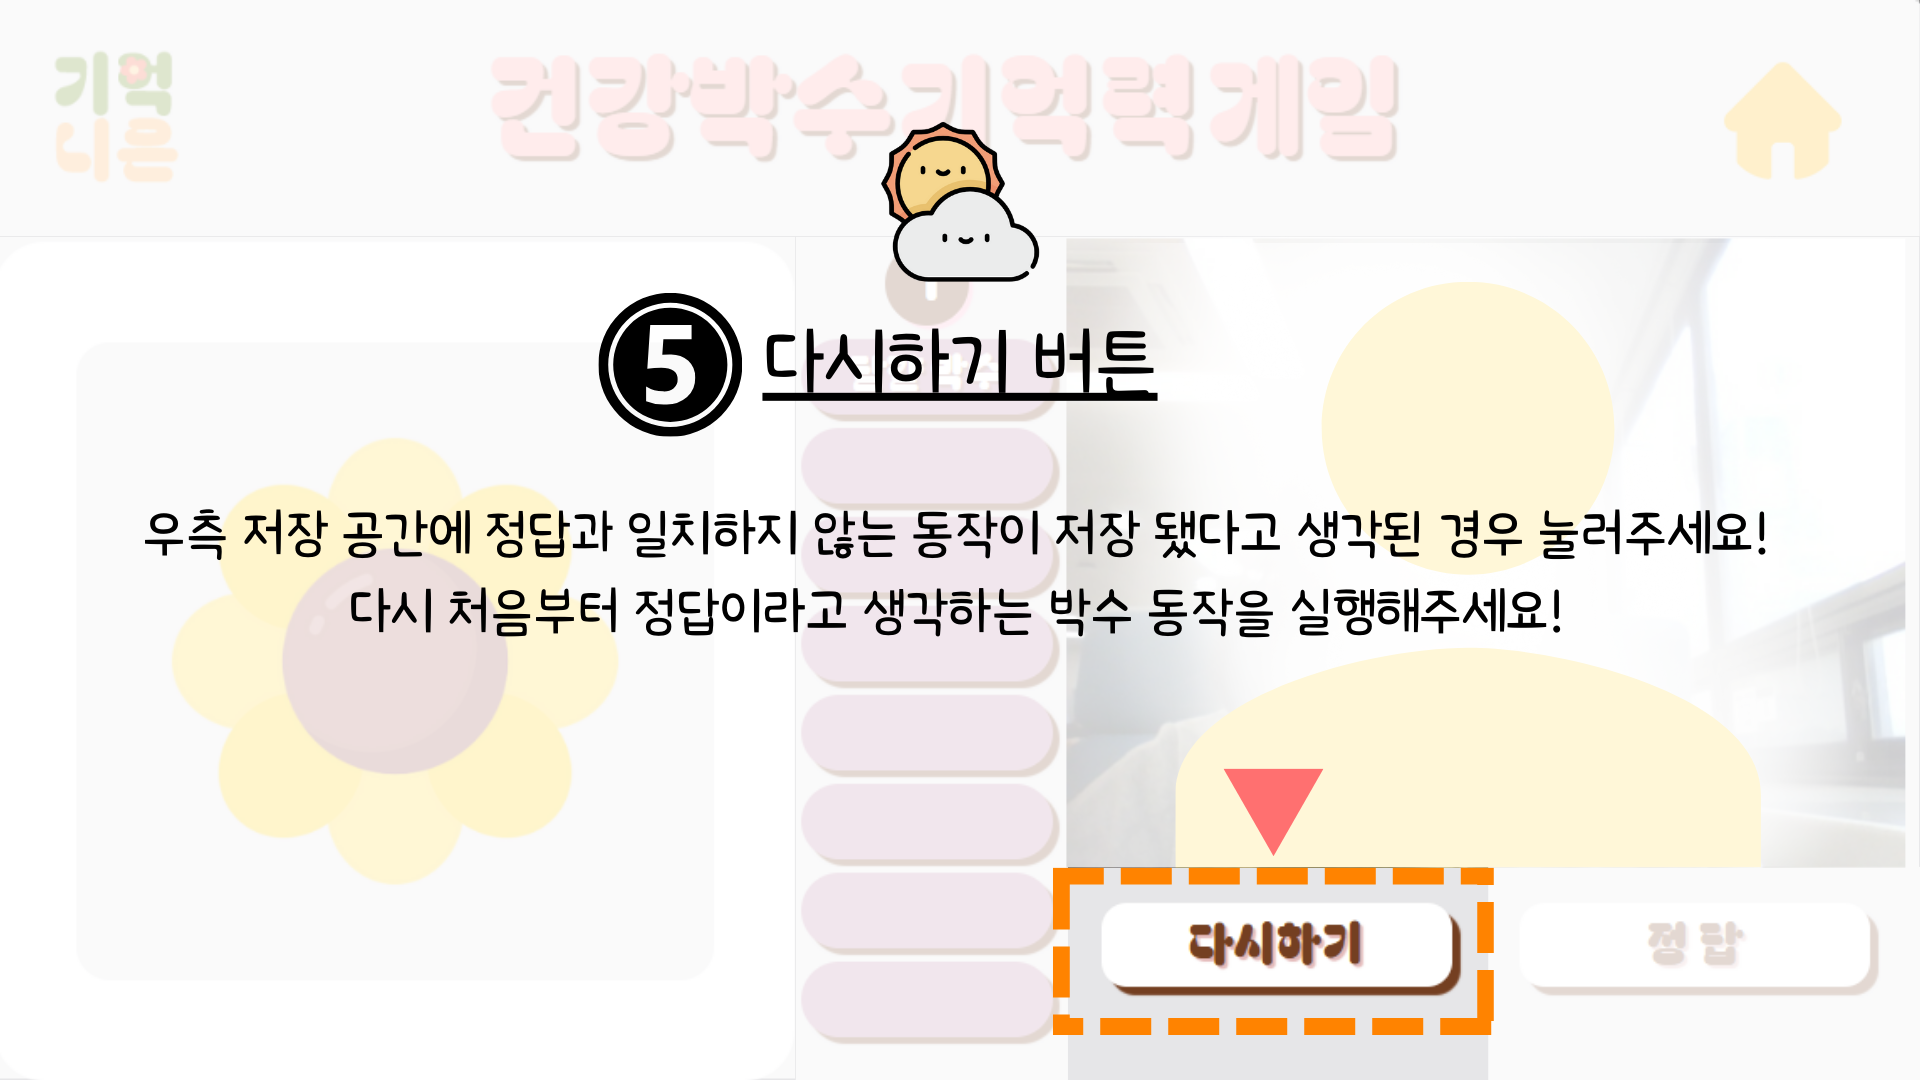 기억
니은
건강박수기억력게임
1
5 다시하기 버튼
우측 저장 공간에 정답과 일치하지 않는 동작이 저장 됐다고 생각된 경우 눌러주세요!
다시 처음부터 정답이라고 생각하는 박수 동작을 실행해주세요!
다시하기
정답